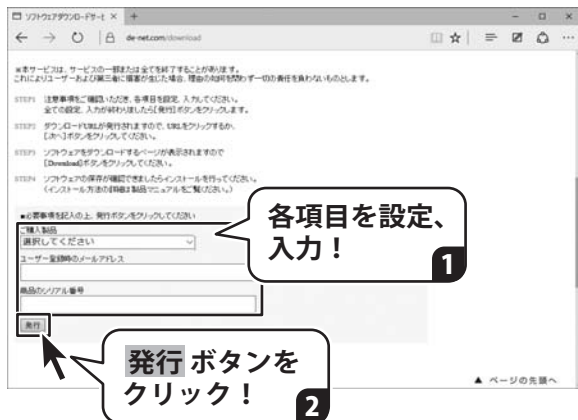 ソフトウェアダウンロードサービス
de-net.com/download
※本サービスは、サービスの一部または全てを終了することがあります。
これによりユーザーおよび第三者に損害が生じた場合、理由の如何を問わず一切の責任を負わないものとします。
STEP1 注意事項をご確認いただき、各項目を設定、入力してください。
全ての設定、入力が終わりましたら[発行]ボタンをクリックします。
STEP2 ダウンロードURLが発行されますので、URLをクリックするか、
[次へ]ボタンをクリックしてください。
STEP3 ソフトウェアをダウンロードするページが表示されますので
[Download]ボタンをクリックしてください。
STEP4 ソフトウェアの保存が確認できましたらインストールを行ってください。
(インストール方法の詳細は製品マニュアルをご覧ください。)
■必要事項を記入の上、発行ボタンをクリックしてください
ご購入製品
選択してください
ユーザー登録時のメールアドレス
商品のシリアル番号
発行
各項目を設定、
入力！
1
発行 ボタンを
クリック！
2
▲ ページの先頭へ